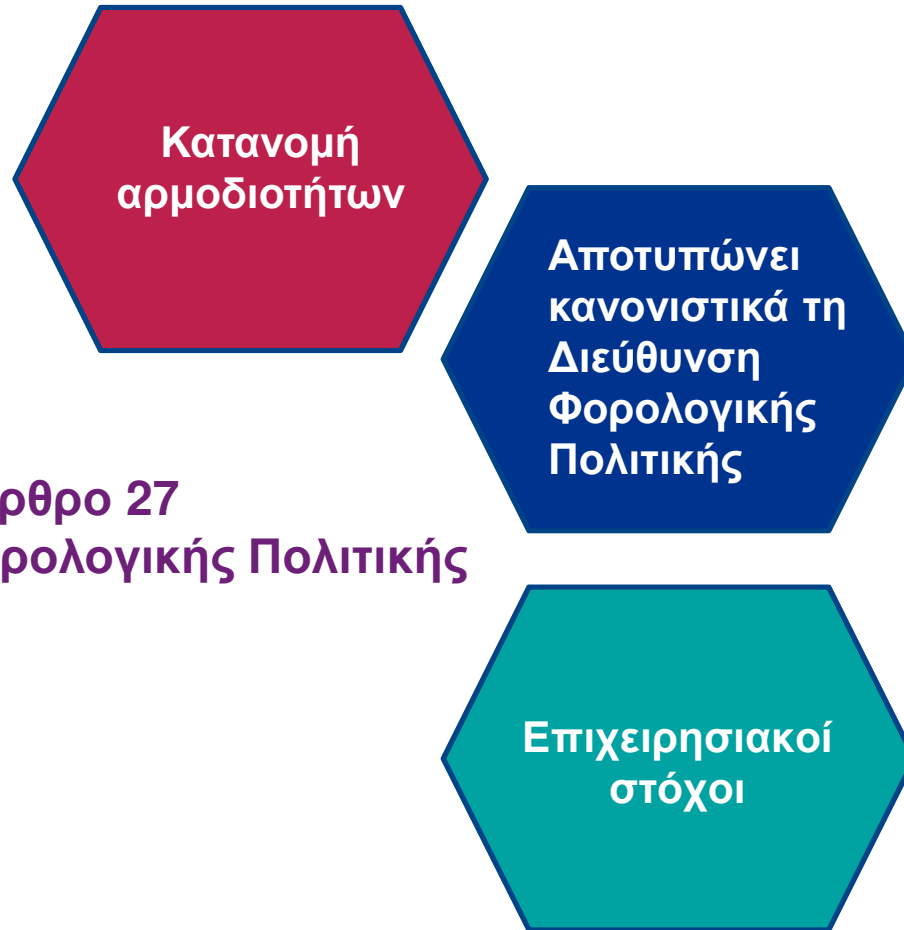 Κατανομή
αρμοδιοτήτων
Αποτυπώνει
κανονιστικά τη
Διεύθυνση
Φορολογικής
Πολιτικής
ρθρο 27
ρολογικής Πολιτικής
Επιχειρησιακοί
στόχοι